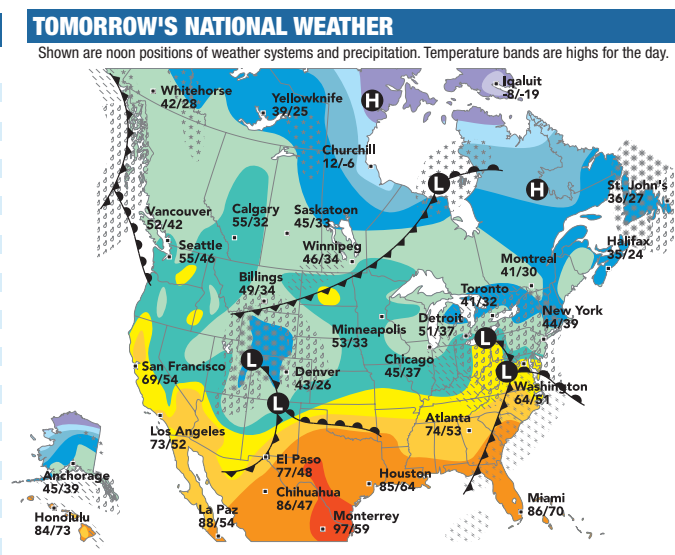 TOMORROW'S NATIONAL WEATHER
Shown are noon positions of weather systems and precipitation. Temperature bands are highs for the day.
Iqaluit
-8/-19
Whitehorse
42/28
Yellowknife
39/25
H
Churchill
12/-6
L
H
St. John's
36/27
Vancouver
52/42
Calgary
55/32
Saskatoon
45/33
Seattle
55/46
Winnipeg
46/34
Halifax
35/24
Montreal
41/30
Billings
49/34
Toronto
41/32
New York
44/39
Minneapolis
53/33
Detroit
51/37
L
San Francisco
69/54
L
Denver
43/26
Chicago
45/37
L
Washington
64/51
L
Los Angeles
73/52
Atlanta
74/53
El Paso
77/48
Houston
85/64
Anchorage
45/39
Chihuahua
86/47
Miami
86/70
Honolulu
84/73
La Paz
88/54
Monterrey
97/59